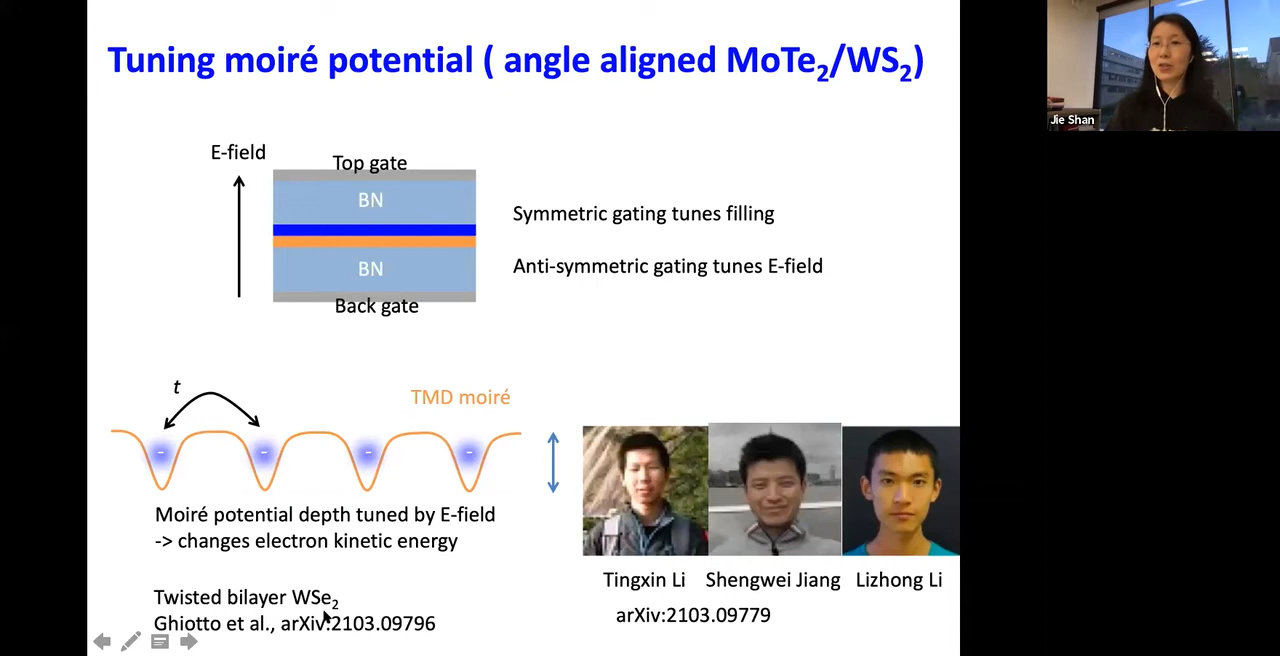 Tuning moiré potential ( angle aligned MoTe₂/WS₂)
Jie Shan
E-field
Top gate
BN
BN
Back gate
Symmetric gating tunes filling
Anti-symmetric gating tunes E-field
t
TMD moiré
- - - -
Moiré potential depth tuned by E-field
-> changes electron kinetic energy
Twisted bilayer WSe₂
Ghiotto et al., arXiv:2103.09796
Tingxin Li Shengwei Jiang Lizhong Li
arXiv:2103.09779